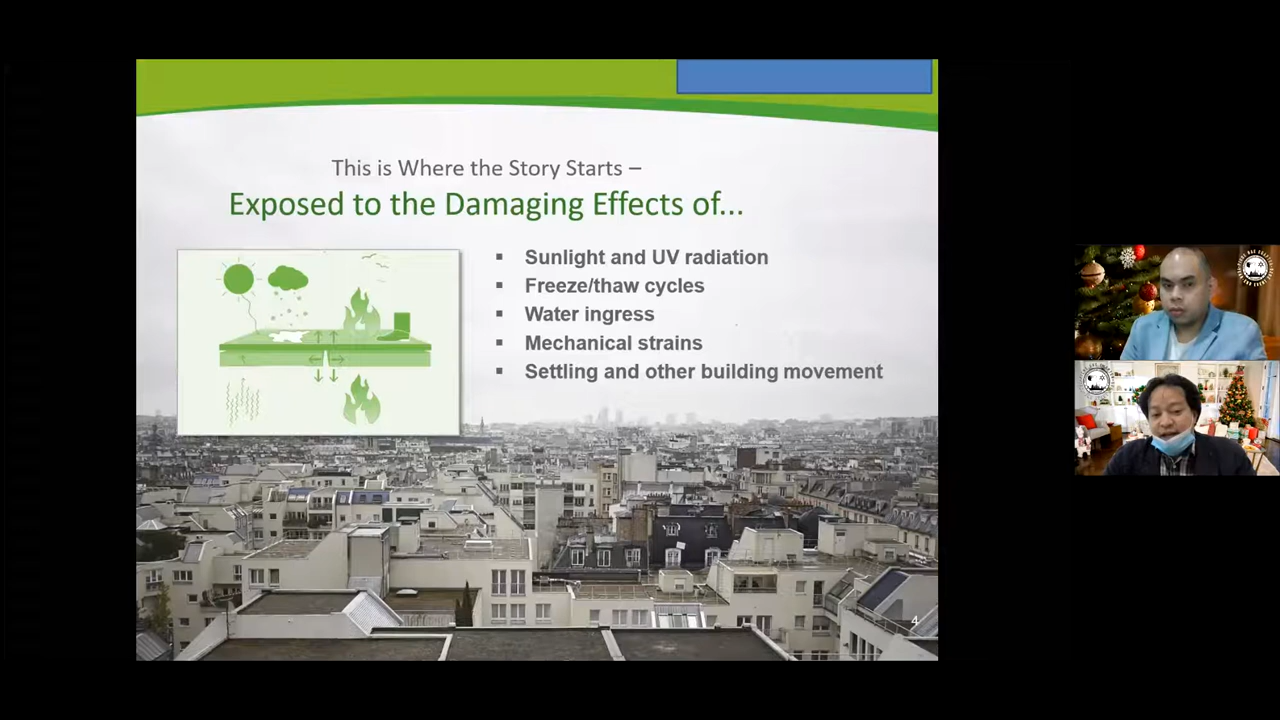 This is Where the Story Starts –
Exposed to the Damaging Effects of...
▪ Sunlight and UV radiation
▪ Freeze/thaw cycles
▪ Water ingress
▪ Mechanical strains
▪ Settling and other building movement
4